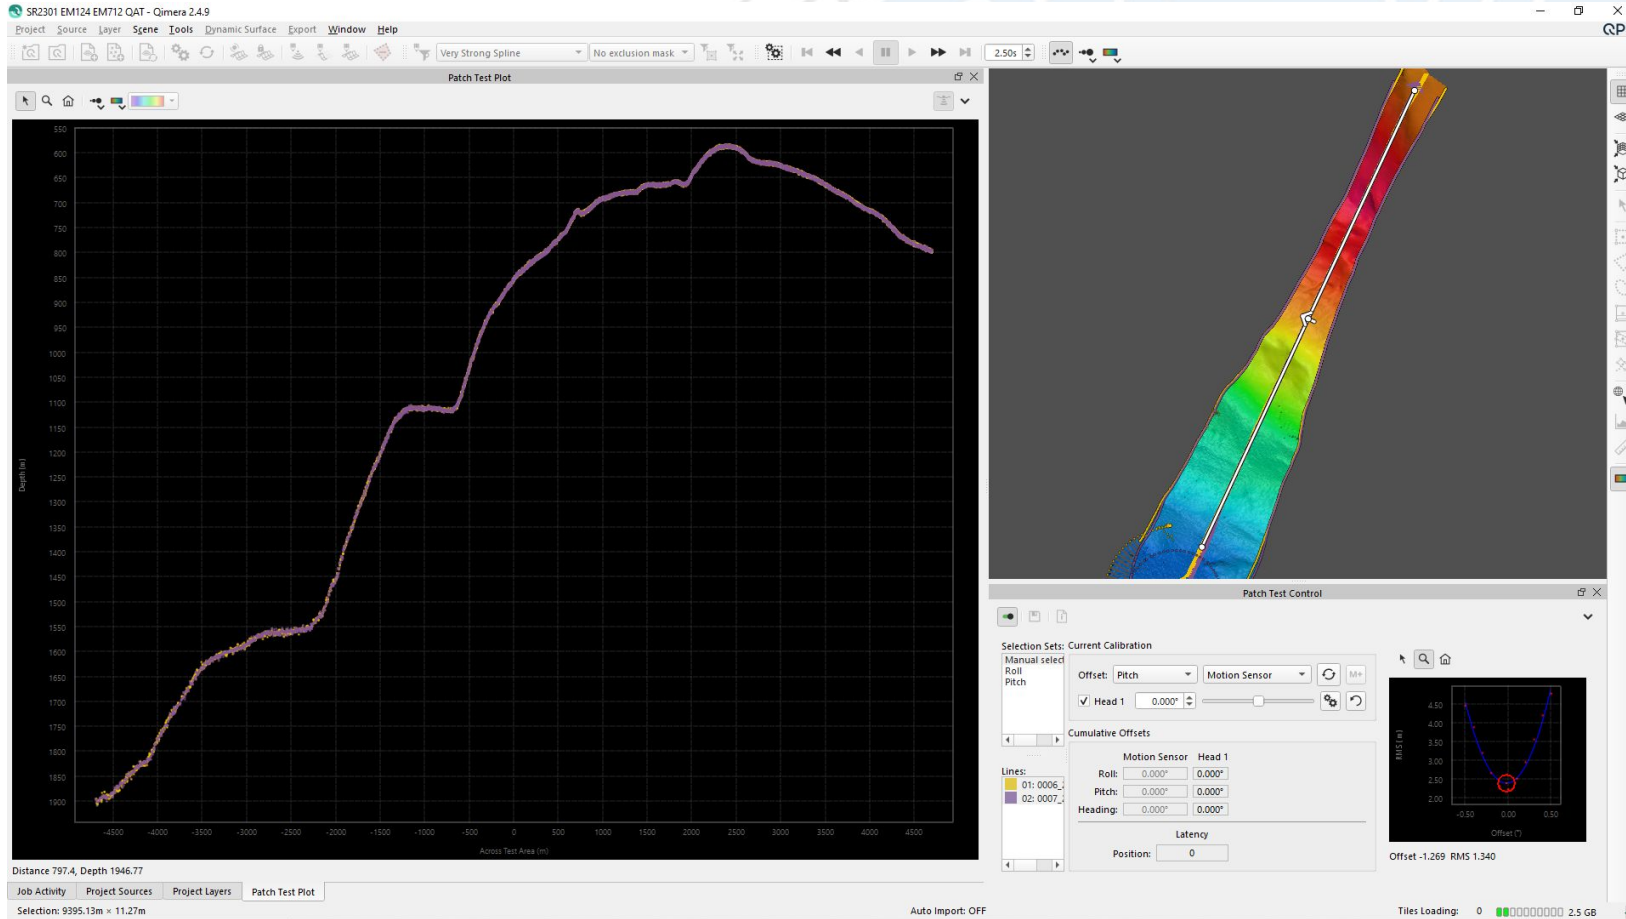 SR2301 EM124 EM712 QAT - Qimera 2.4.9
Project Source Layer Scene Tools Dynamic Surface Export Window Help
QP
Very Strong Spline
No exclusion mask
2.50s
Patch Test Plot
550
600
650
700
750
800
850
900
950
1000
1050
1100
1150
1200
1250
1300
1350
1400
1450
1500
1550
1600
1650
1700
1750
1800
1850
1900
Depth (m)
-4500 -4000 -3500 -3000 -2500 -2000 -1500 -1000 -500 0 500 1000 1500 2000 2500 3000 3500 4000 4500
Across Test Area (m)
Distance 797.4, Depth 1946.77
Job Activity Project Sources Project Layers Patch Test Plot
Selection: 9395.13m × 11.27m
Auto Import: OFF
Patch Test Control
Selection Sets:
Manual select
Roll
Pitch
Lines:
01: 0006_
02: 0007_
Current Calibration
Offset: Pitch Motion Sensor M+
Head 1 0.000°
Cumulative Offsets
Motion Sensor Head 1
Roll: 0.000° 0.000°
Pitch: 0.000° 0.000°
Heading: 0.000° 0.000°
Latency
Position: 0
4.50
4.00
3.50
3.00
2.50
2.00
RMS [m]
-0.50 0.00 0.50
Offset (°)
Offset -1.269 RMS 1.340
Tiles Loading: 0 2.5 GB